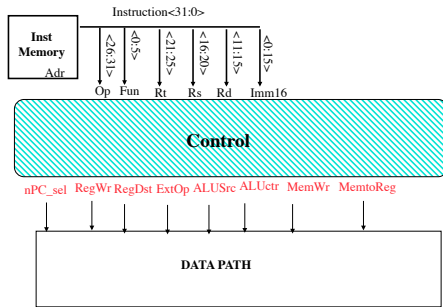 Instruction<31:0>
Inst
Memory
Adr
<26:31>
<0:5>
<21:25>
<16:20>
<11:15>
<0:15>
Op Fun Rt Rs Rd Imm16
Control
nPC_sel RegWr RegDst ExtOp ALUSrc ALUctr MemWr MemtoReg
DATA PATH